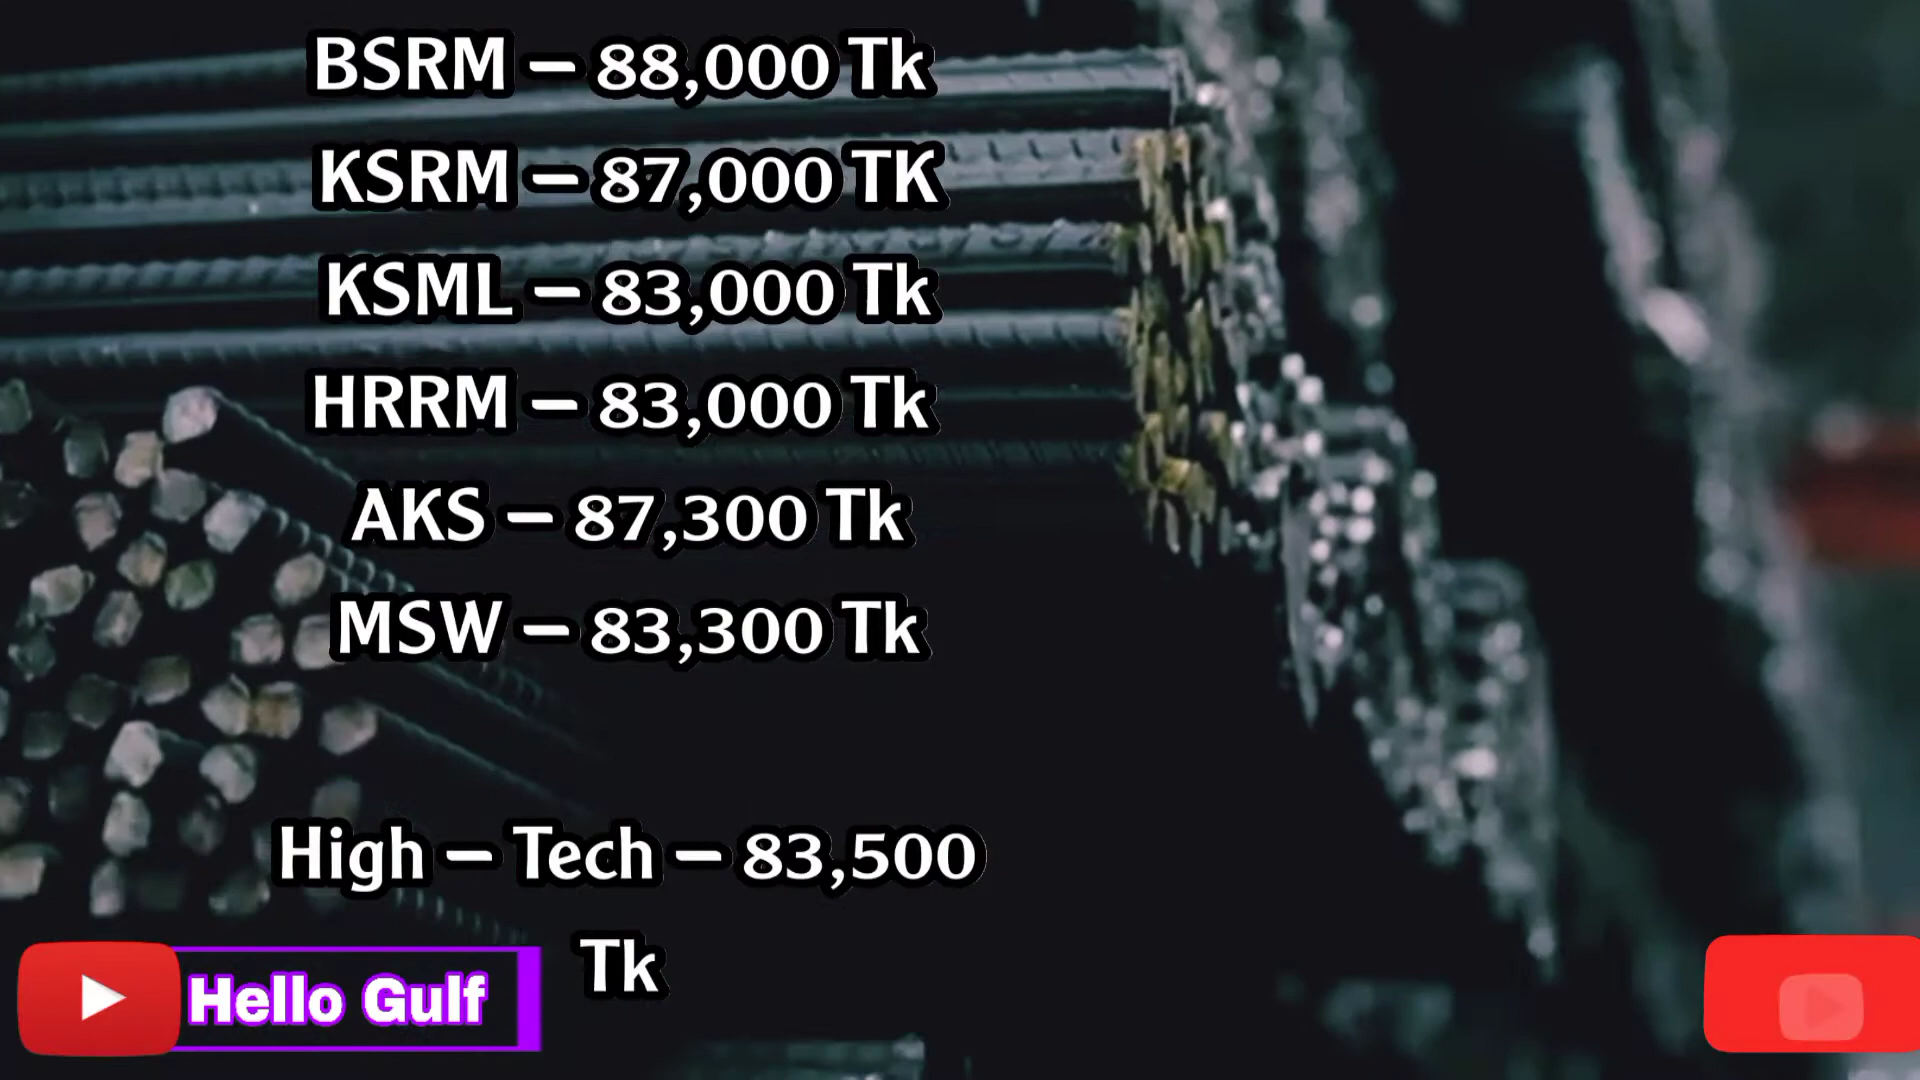 BSRM – 88,000 Tk
KSRM – 87,000 TK
KSML – 83,000 Tk
HRRM – 83,000 Tk
AKS – 87,300 Tk
MSW – 83,300 Tk
High – Tech – 83,500
Tk
Hello Gulf